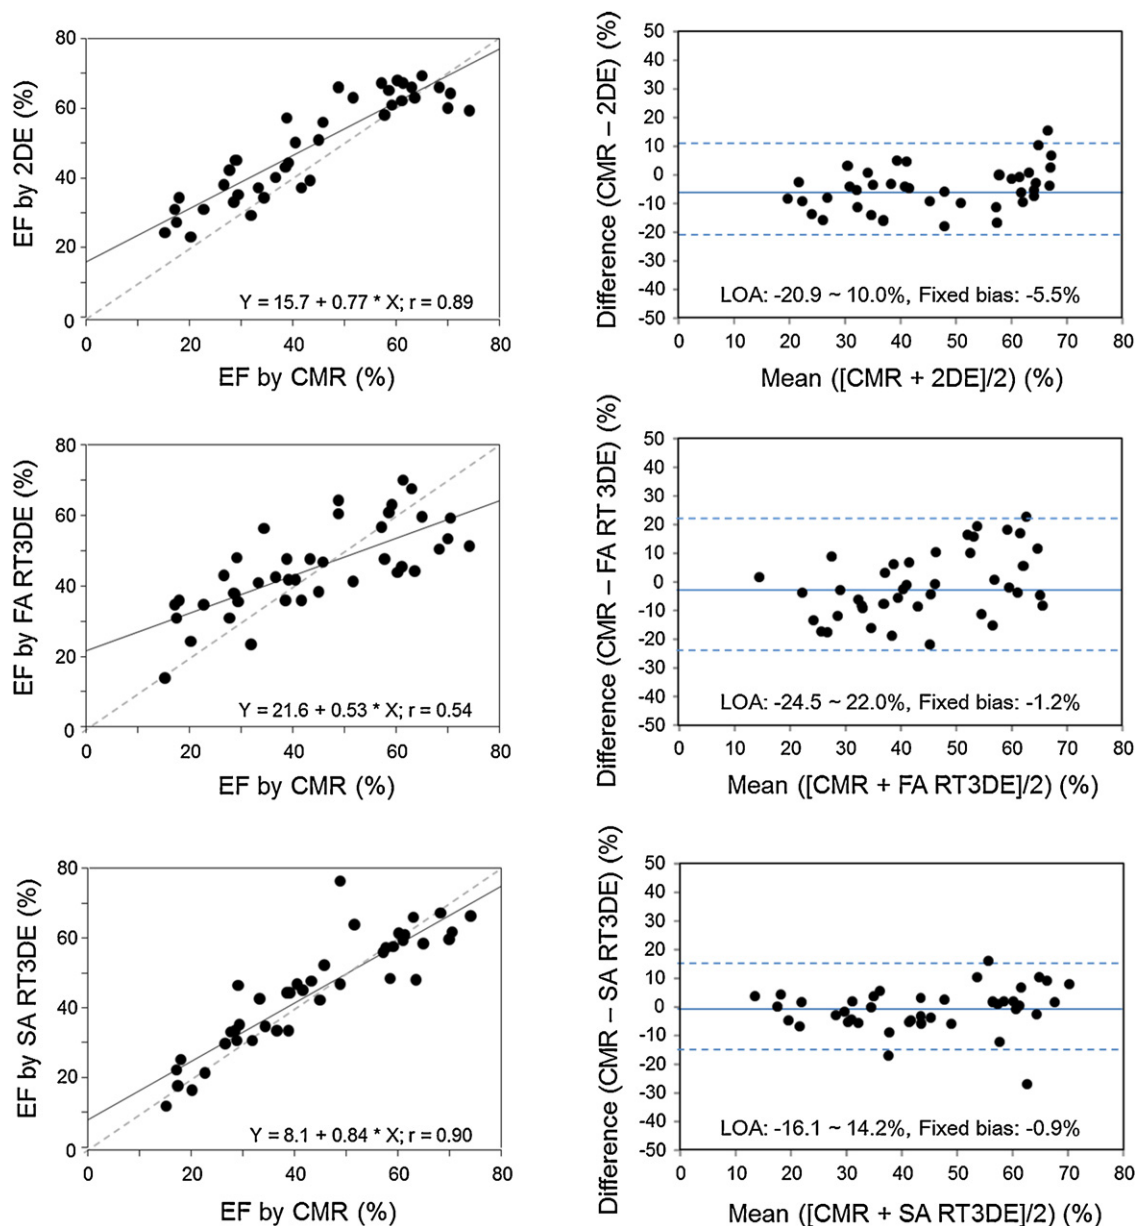 EF by 2DE (%)
80
60
40
20
0
Y = 15.7 + 0.77 * X; r = 0.89
0 20 40 60 80
EF by CMR (%)
Difference (CMR – 2DE) (%)
50
40
30
20
10
0
-10
-20
-30
-40
-50
LOA: -20.9 ~ 10.0%, Fixed bias: -5.5%
0 10 20 30 40 50 60 70 80
Mean ([CMR + 2DE]/2) (%)
EF by FA RT3DE (%)
80
60
40
20
0
Y = 21.6 + 0.53 * X; r = 0.54
0 20 40 60 80
EF by CMR (%)
Difference (CMR – FA RT 3DE) (%)
50
40
30
20
10
0
-10
-20
-30
-40
-50
LOA: -24.5 ~ 22.0%, Fixed bias: -1.2%
0 10 20 30 40 50 60 70 80
Mean ([CMR + FA RT3DE]/2) (%)
EF by SA RT3DE (%)
80
60
40
20
0
Y = 8.1 + 0.84 * X; r = 0.90
0 20 40 60 80
EF by CMR (%)
Difference (CMR – SA RT3DE) (%)
50
40
30
20
10
0
-10
-20
-30
-40
-50
LOA: -16.1 ~ 14.2%, Fixed bias: -0.9%
0 10 20 30 40 50 60 70 80
Mean ([CMR + SA RT3DE]/2) (%)